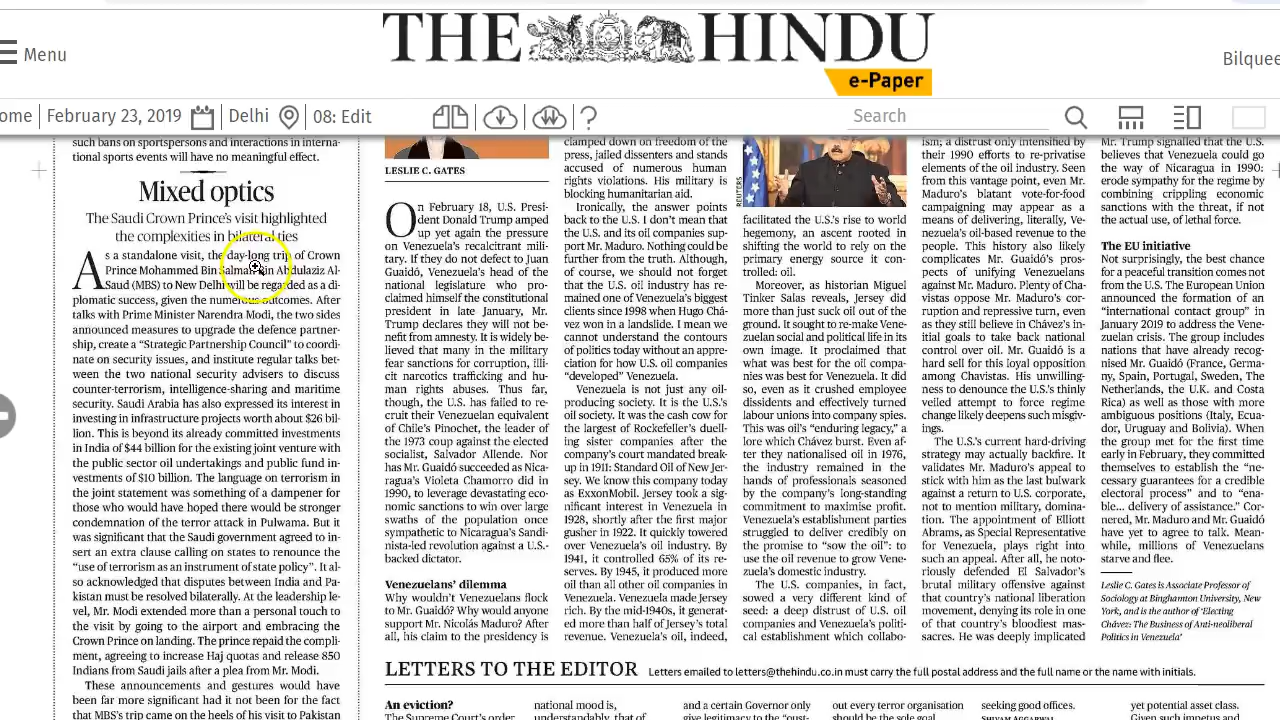 THE HINDU
e-Paper
Menu
Bilquee
ome
February 23, 2019
Delhi
08: Edit
?
Search
such bans on sportspersons and interactions in interna-
tional sports events will have no meaningful effect.
Mixed optics
The Saudi Crown Prince's visit highlighted
the complexities in bilateral ties
As a standalone visit, the day-long trip of Crown
Prince Mohammed Bin Salman bin Abdulaziz Al-
Saud (MBS) to New Delhi will be regarded as a di-
plomatic success, given the numerous outcomes. After
talks with Prime Minister Narendra Modi, the two sides
announced measures to upgrade the defence partner-
ship, create a “Strategic Partnership Council” to coordi-
nate on security issues, and institute regular talks bet-
ween the two national security advisers to discuss
counter-terrorism, intelligence-sharing and maritime
security. Saudi Arabia has also expressed its interest in
investing in infrastructure projects worth about $26 bil-
lion. This is beyond its already committed investments
in India of $44 billion for the existing joint venture with
the public sector oil undertakings and public fund in-
vestments of $10 billion. The language on terrorism in
the joint statement was something of a dampener for
those who would have hoped there would be stronger
condemnation of the terror attack in Pulwama. But it
was significant that the Saudi government agreed to in-
sert an extra clause calling on states to renounce the
“use of terrorism as an instrument of state policy”. It al-
so acknowledged that disputes between India and Pa-
kistan must be resolved bilaterally. At the leadership le-
vel, Mr. Modi extended more than a personal touch to
the visit by going to the airport and embracing the
Crown Prince on landing. The prince repaid the compli-
ment, agreeing to increase Haj quotas and release 850
Indians from Saudi jails after a plea from Mr. Modi.
These announcements and gestures would have
been far more significant had it not been for the fact
that MBS's trip came on the heels of his visit to Pakistan
LESLIE C. GATES
On February 18, U.S. Presi-
dent Donald Trump amped
up yet again the pressure
on Venezuela's recalcitrant mili-
tary. If they do not defect to Juan
Guaidó, Venezuela's head of the
national legislature who pro-
claimed himself the constitutional
president in late January, Mr.
Trump declares they will not be-
nefit from amnesty. It is widely be-
lieved that many in the military
fear sanctions for corruption, illi-
cit narcotics trafficking and hu-
man rights abuses. Thus far,
though, the U.S. has failed to re-
cruit their Venezuelan equivalent
of Chile's Pinochet, the leader of
the 1973 coup against the elected
socialist, Salvador Allende. Nor
has Mr. Guaidó succeeded as Nica-
ragua's Violeta Chamorro did in
1990, to leverage devastating eco-
nomic sanctions to win over large
swaths of the population once
sympathetic to Nicaragua's Sandi-
nista-led revolution against a U.S.-
backed dictator.
Venezuelans' dilemma
Why wouldn't Venezuelans flock
to Mr. Guaidó? Why would anyone
support Mr. Nicolás Maduro? After
all, his claim to the presidency is
clamped down on freedom of the
press, jailed dissenters and stands
accused of numerous human
rights violations. His military is
blocking humanitarian aid.
Ironically, the answer points
back to the U.S. I don't mean that
the U.S. and its oil companies sup-
port Mr. Maduro. Nothing could be
further from the truth. Although,
of course, we should not forget
that the U.S. oil industry has re-
mained one of Venezuela's biggest
clients since 1998 when Hugo Chá-
vez won in a landslide. I mean we
cannot understand the contours
of politics today without an appre-
ciation for how U.S. oil companies
“developed” Venezuela.
Venezuela is not just any oil-
producing society. It is the U.S.'s
oil society. It was the cash cow for
the largest of Rockefeller's duell-
ing sister companies after the
company's court mandated break-
up in 1911: Standard Oil of New Jer-
sey. We know this company today
as ExxonMobil. Jersey took a sig-
nificant interest in Venezuela in
1928, shortly after the first major
gusher in 1922. It quickly towered
over Venezuela's oil industry. By
1941, it controlled 65% of its re-
serves. By 1945, it produced more
oil than all other oil companies in
Venezuela. Venezuela made Jersey
rich. By the mid-1940s, it generat-
ed more than half of Jersey's total
revenue. Venezuela's oil, indeed,
REUTERS
facilitated the U.S.'s rise to world
hegemony, an ascent rooted in
shifting the world to rely on the
energy source it increasingly con-
trolled: oil.
Moreover, as historian Miguel
Tinker Salas reveals, Jersey did
more than just suck oil out of the
ground. It sought to re-make Vene-
zuelan social and political life in its
own image. It proclaimed that
what was best for the oil compa-
nies was best for Venezuela. It did
so, even as it crushed employee
dissidents and effectively turned
labour unions into company spies.
This was oil's “enduring legacy,” a
lore which Chávez burst. Even af-
ter they nationalised oil in 1976,
the industry remained in the
hands of professionals seasoned
by the company's long-standing
commitment to maximise profit.
Venezuela's establishment parties
struggled to deliver credibly on
the promise to “sow the oil”: to
use the oil revenue to grow Vene-
zuela's domestic industry.
The U.S. companies, in fact,
sowed a very different kind of
seed: a deep distrust of U.S. oil
companies and Venezuela's politi-
cal establishment which collabo-
ism; a distrust only intensified by
their 1990 efforts to re-privatise
elements of the oil industry. Seen
from this vantage point, even Mr.
Maduro's blatant vote-for-food
campaigning may appear as a
means of delivering, literally, Ve-
nezuela's oil-based revenue to the
people. This history also likely
complicates Mr. Guaidó's pros-
pects of unifying Venezuelans
against Mr. Maduro. Plenty of Cha-
vistas oppose Mr. Maduro's cor-
ruption and repressive turn, even
as they still believe in Chávez's ini-
tial goals to take back national
control over oil. Mr. Guaidó is a
hard sell for this loyal opposition
among Chavistas. His unwilling-
ness to denounce the U.S.'s thinly
veiled attempt to force regime
change likely deepens such misgiv-
ings.
The U.S.'s current hard-driving
strategy may actually backfire. It
validates Mr. Maduro's appeal to
stick with him as the last bulwark
against a return to U.S. corporate,
not to mention military, domina-
tion. The appointment of Elliott
Abrams, as Special Representative
for Venezuela, plays right into
such an appeal. After all, he noto-
riously defended El Salvador's
brutal military offensive against
that country's national liberation
movement, denying its role in one
of that country's bloodiest mas-
sacres. He was deeply implicated
Mr. Trump signalled that the U.S.
believes that Venezuela could go
the way of Nicaragua in 1990:
erode sympathy for the regime by
combining crippling economic
sanctions with the threat, if not
the actual use, of lethal force.
The EU initiative
Not surprisingly, the best chance
for a peaceful transition comes not
from the U.S. The European Union
announced the formation of an
“international contact group” in
January 2019 to address the Vene-
zuelan crisis. The group includes
nations that have already recog-
nised Mr. Guaidó (France, Germa-
ny, Spain, Portugal, Sweden, The
Netherlands, the U.K. and Costa
Rica) as well as those with more
ambiguous positions (Italy, Ecua-
dor, Uruguay and Bolivia). When
the group met for the first time
early in February, they committed
themselves to establish the “ne-
cessary guarantees for a credible
electoral process” and to “ena-
ble... delivery of assistance.” Cor-
nered, Mr. Maduro and Mr. Guaidó
have yet to agree to talk. Mean-
while, millions of Venezuelans
starve and flee.
Leslie C. Gates is Associate Professor of
Sociology at Binghamton University, New
York, and is the author of 'Electing
Chávez: The Business of Anti-neoliberal
Politics in Venezuela'
LETTERS TO THE EDITOR
Letters emailed to letters@thehindu.co.in must carry the full postal address and the full name or the name with initials.
An eviction?
The Supreme Court's order
national mood is,
understandably, that of
and a certain Governor only
give legitimacy to the "oust-
out every terror organisation
should be the sole goal
seeking good offices.
SHIVAM AGGARWAL
yet potential asset class.
Given such impetus and